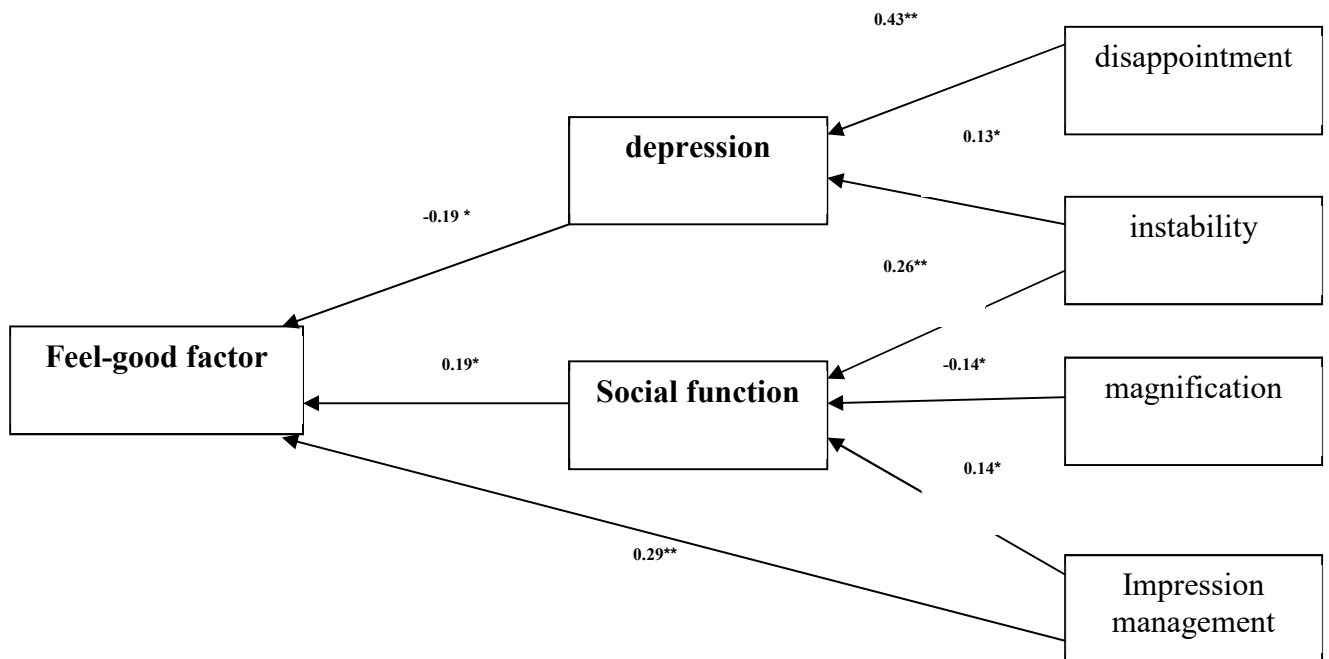 0.43**
disappointment
0.13*
depression
-0.19 *
instability
0.26**
Feel-good factor
0.19*
Social function
-0.14*
magnification
0.14*
0.29**
Impression
management